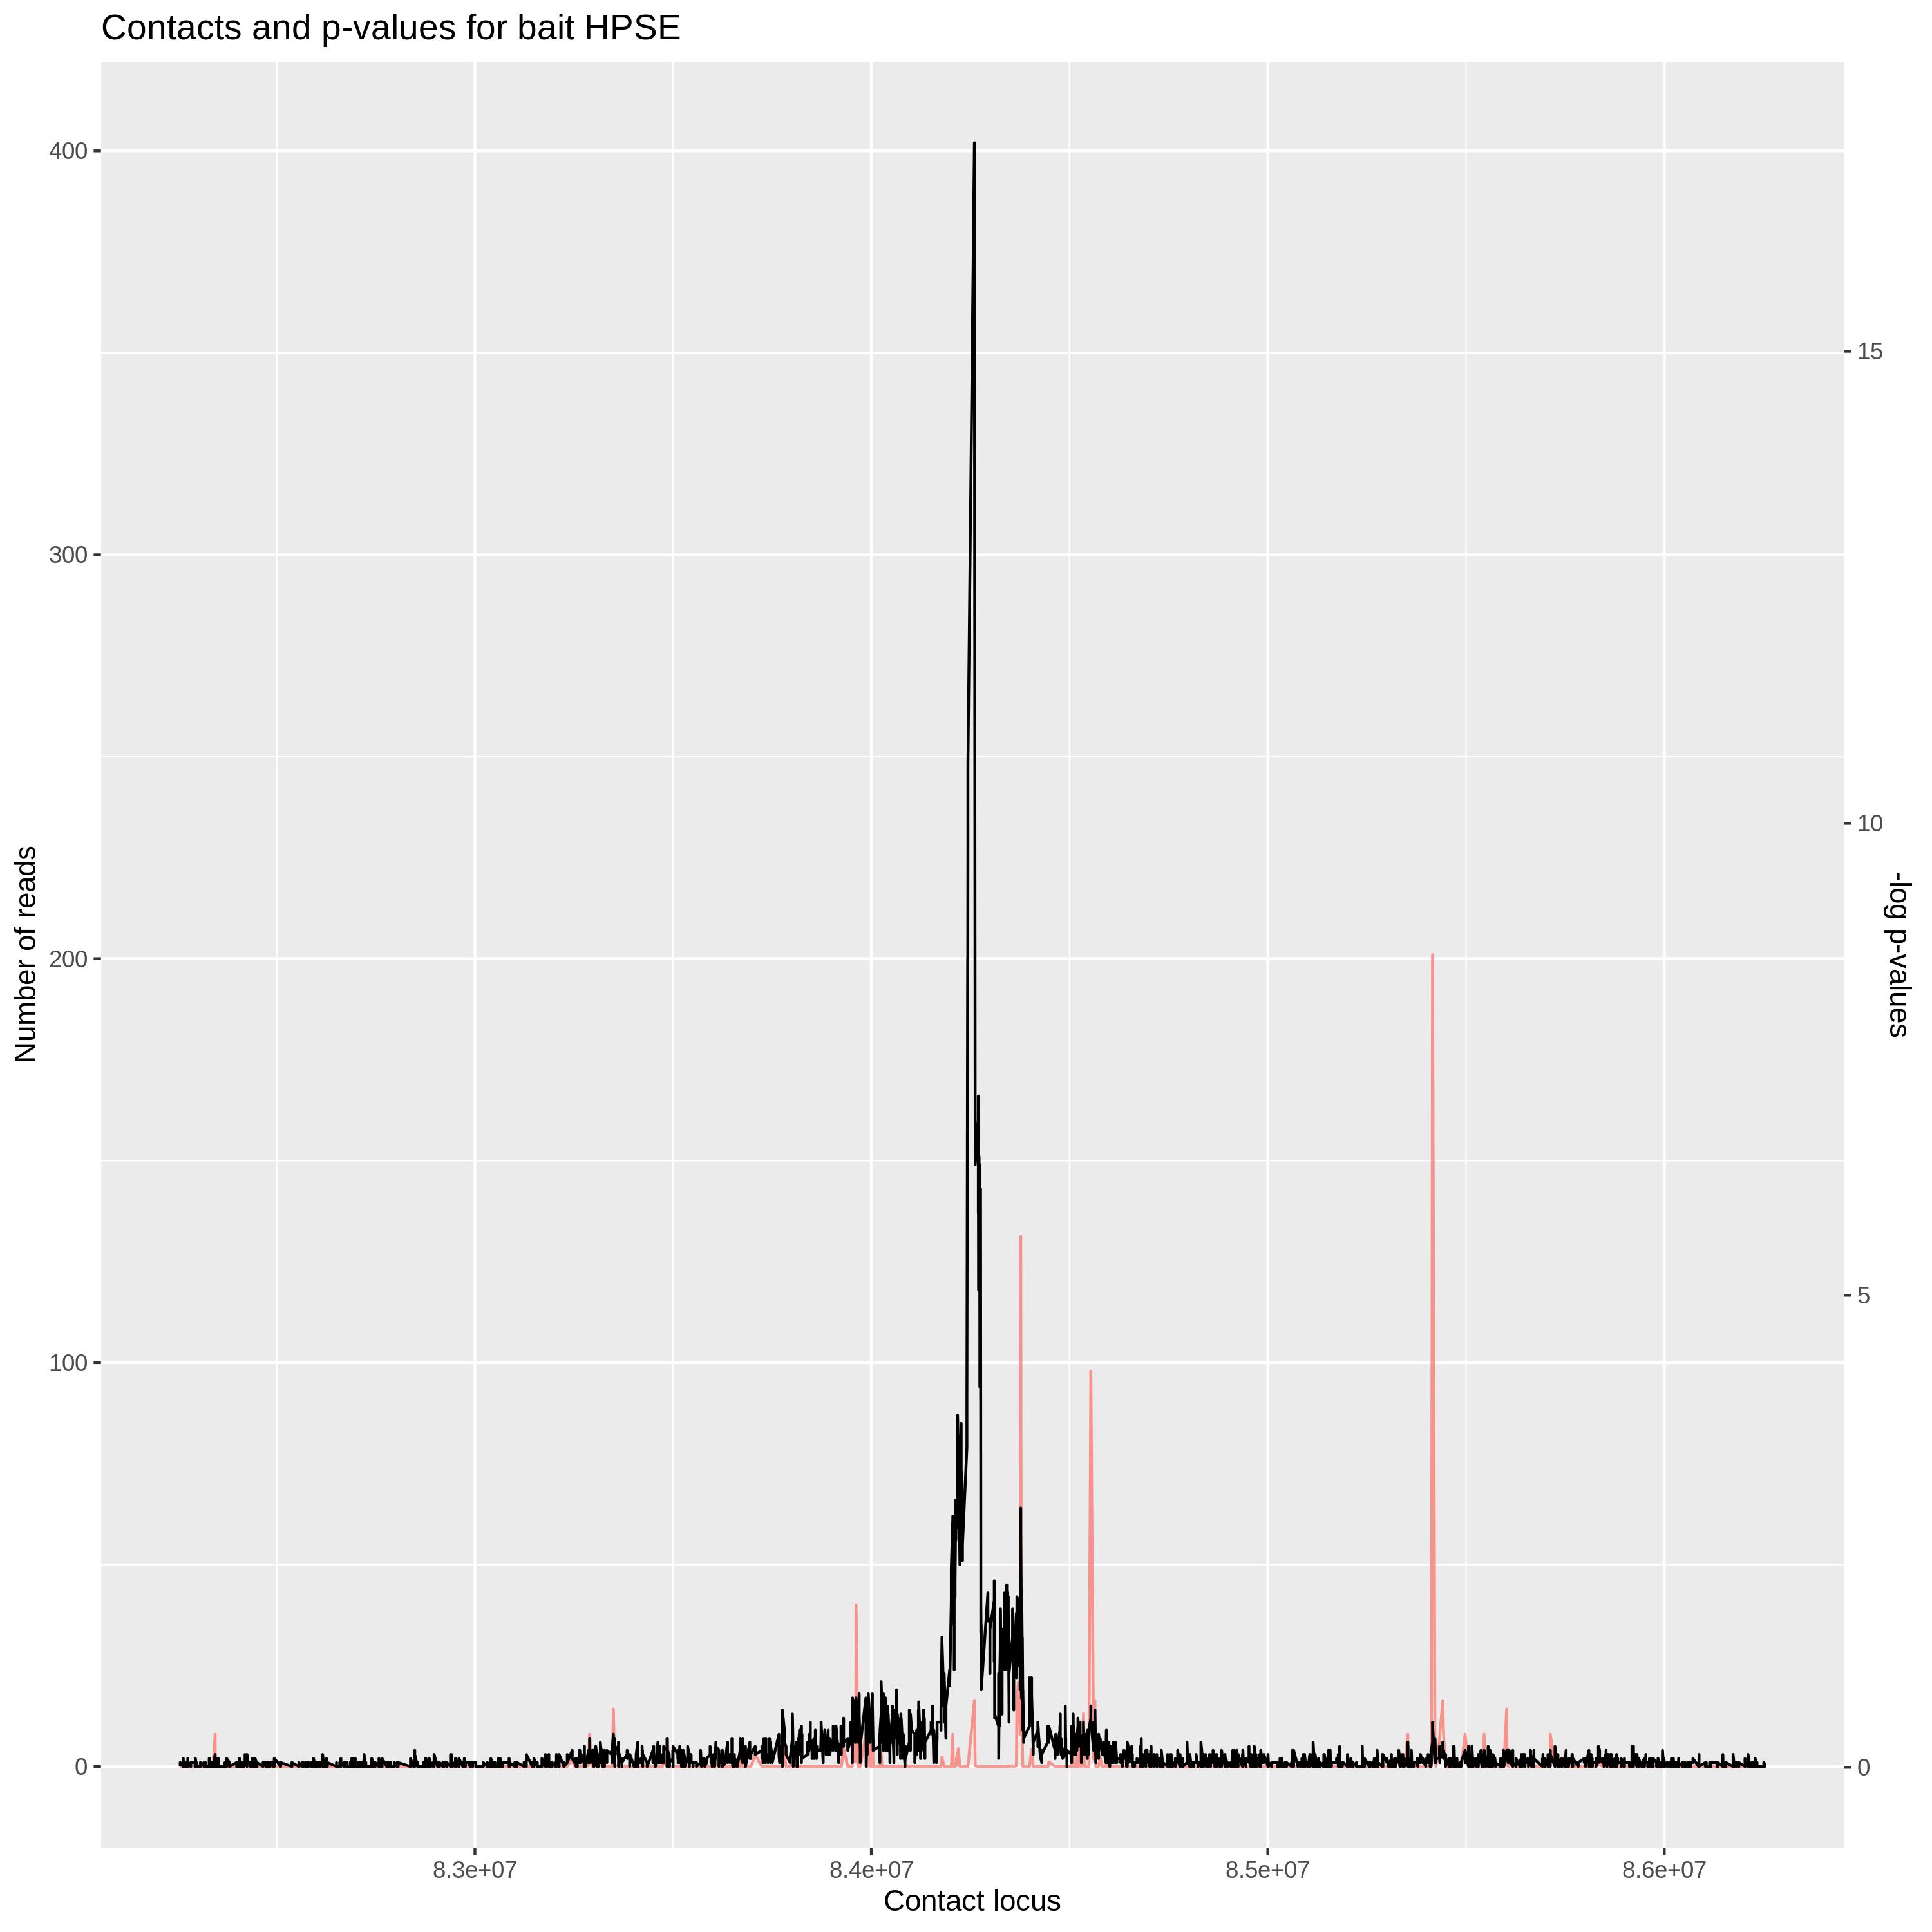 Contacts and p-values for bait HPSE
400
300
200
100
0
Number of reads
15
10
5
0
-log p-values
8.3e+07
8.4e+07
8.5e+07
8.6e+07
Contact locus